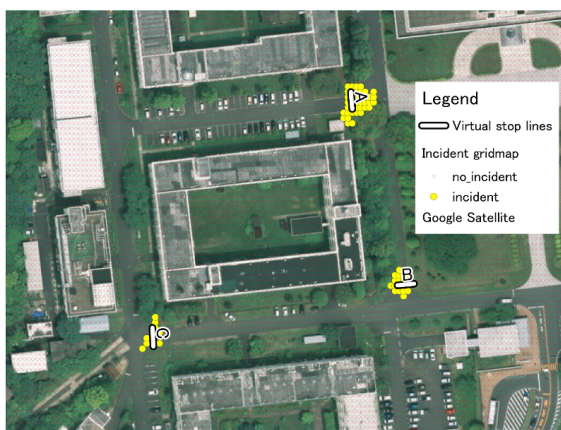 A
Legend
Virtual stop lines
Incident gridmap
no_incident
incident
Google Satellite
B
C